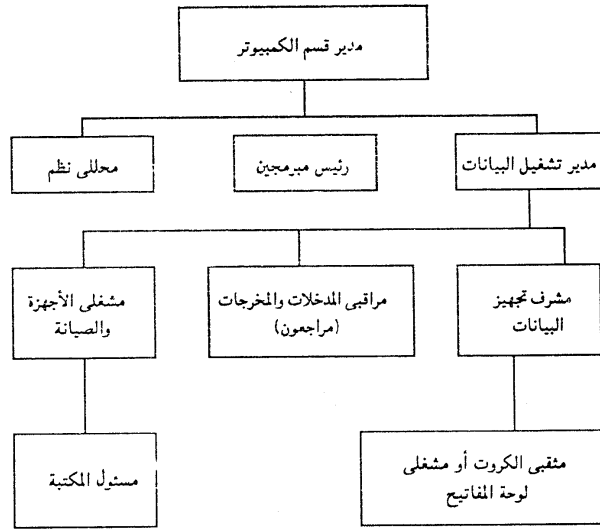 مدير قسم الكمبيوتر
مدير تشغيل البيانات
رئيس مبرمجين
محللى نظم
مشرف تجهيز
البيانات
مراقبى المدخلات والمخرجات
(مراجعون)
مشغلى الأجهزة
والصيانة
مثقبى الكروت أو مشغلى
لوحة المفاتيح
مسئول المكتبة